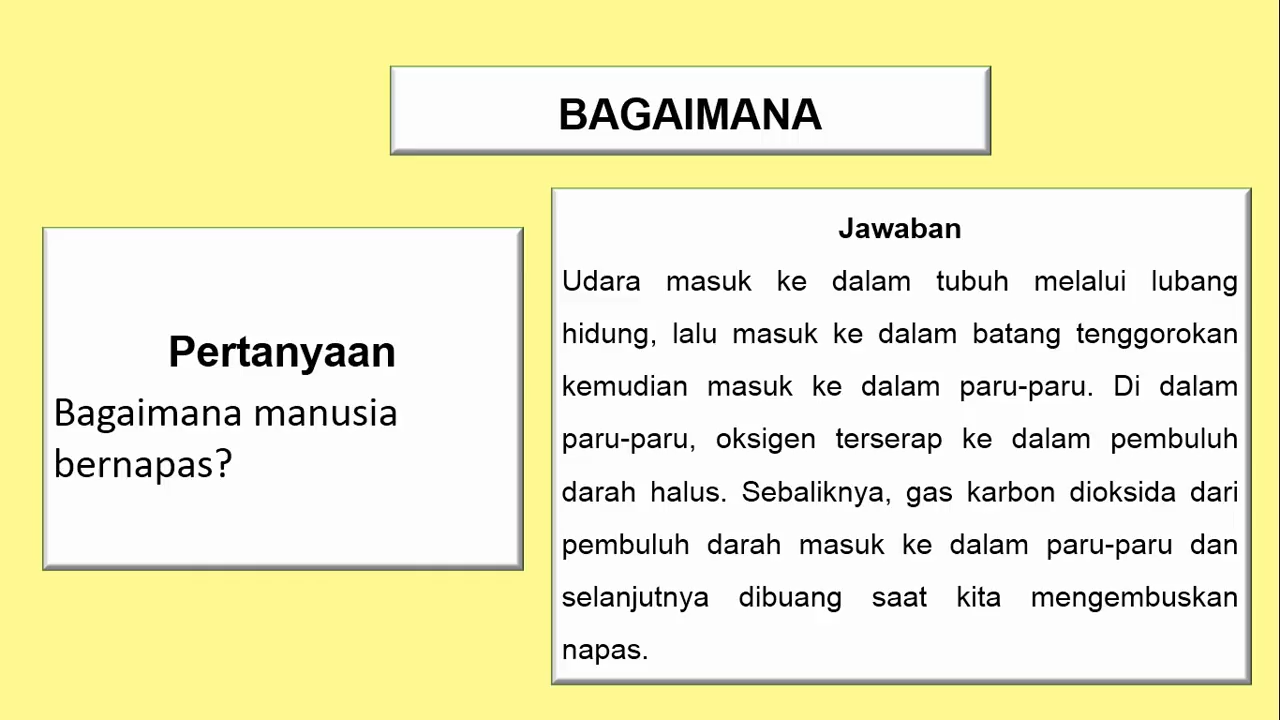 BAGAIMANA
Pertanyaan
Bagaimana manusia
bernapas?
Jawaban
Udara masuk ke dalam tubuh melalui lubang
hidung, lalu masuk ke dalam batang tenggorokan
kemudian masuk ke dalam paru-paru. Di dalam
paru-paru, oksigen terserap ke dalam pembuluh
darah halus. Sebaliknya, gas karbon dioksida dari
pembuluh darah masuk ke dalam paru-paru dan
selanjutnya dibuang saat kita mengembuskan
napas.